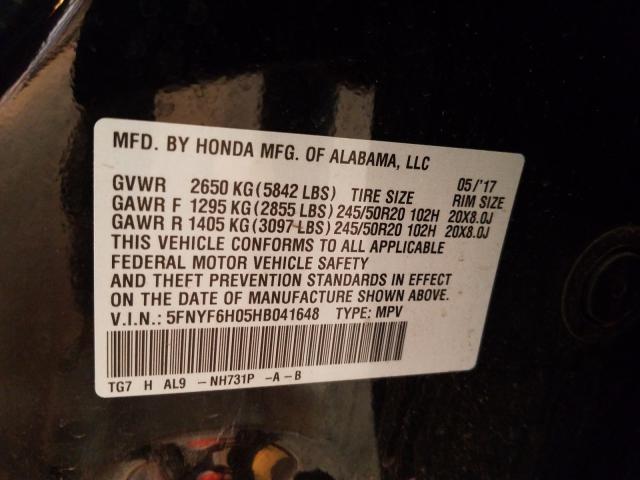 MFD. BY HONDA MFG. OF ALABAMA, LLC
05/'17
GVWR 2650 KG (5842 LBS) TIRE SIZE RIM SIZE
GAWR F 1295 KG (2855 LBS) 245/50R20 102H 20X8.0J
GAWR R 1405 KG (3097 LBS) 245/50R20 102H 20X8.0J
THIS VEHICLE CONFORMS TO ALL APPLICABLE
FEDERAL MOTOR VEHICLE SAFETY
AND THEFT PREVENTION STANDARDS IN EFFECT
ON THE DATE OF MANUFACTURE SHOWN ABOVE.
V.I.N.: 5FNYF6H05HB041648 TYPE: MPV
TG7 H AL9 -NH731P -A-B